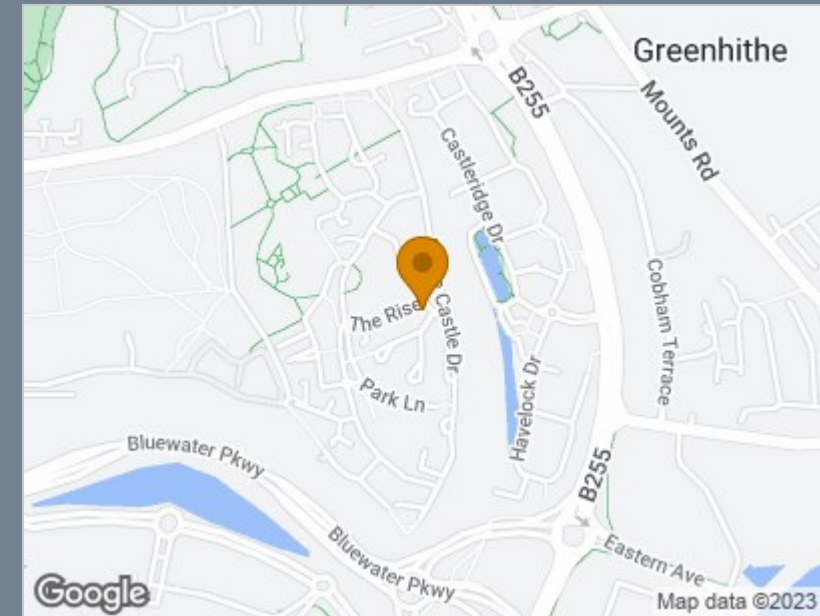 Greenhithe
B255
Mounts Rd
Castleridge Dr
Cobham Terrace
The Rise
Castle Dr
Park Ln
Havelock Dr
Bluewater Pkwy
B255
Bluewater Pkwy
Eastern Ave
Google
Map data ©2023